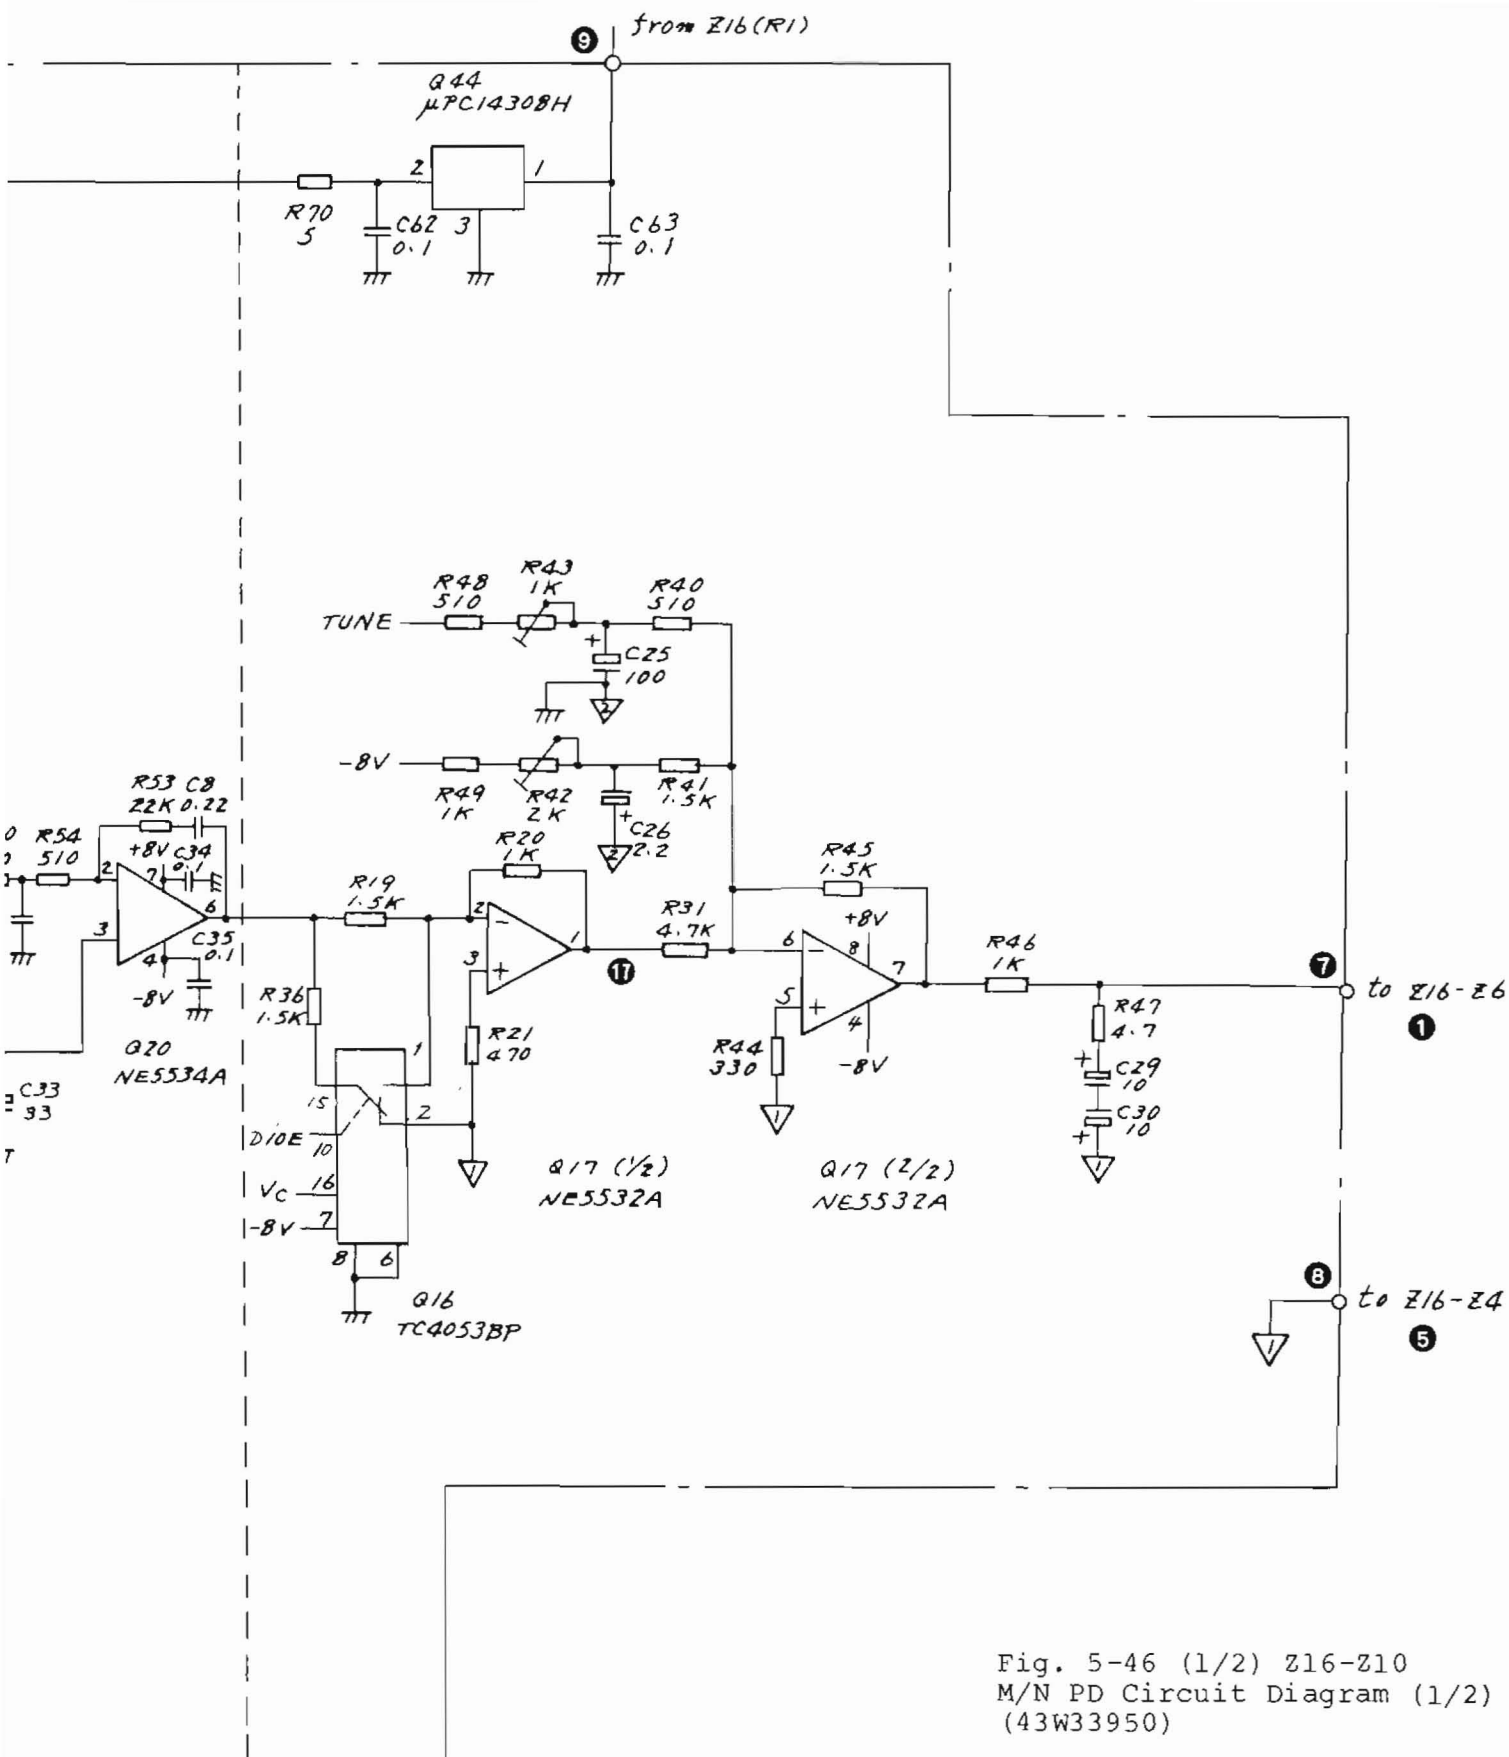 from Z16(R1)
9
Q44
μPC14308H
2
1
3
R70
5
C62
0.1
C63
0.1
R48
510
R43
1K
R40
510
TUNE
+
C25
100
2
-8V
R49
1K
R42
2K
R41
1.5K
+
C26
2.2
2
R53 C8
22K 0.22
R54
510
+8V C34
0.1
2
7
6
3
4
C35
0.1
-8V
Q20
NE5534A
C33
33
R19
1.5K
R20
1K
2
-
1
3
+
17
R36
1.5K
R21
470
1
15
2
D10E
10
Vc
16
-8V
7
8
6
1
Q16
TC4053BP
Q17 (1/2)
NE5532A
R31
4.7K
R45
1.5K
+8V
6
-
8
7
5
+
4
-8V
R44
330
1
Q17 (2/2)
NE5532A
R46
1K
R47
4.7
+
C29
10
C30
10
+
1
7
to Z16-Z6
1
8
to Z16-Z4
1
5
Fig. 5-46 (1/2) Z16-Z10
M/N PD Circuit Diagram (1/2)
(43W33950)